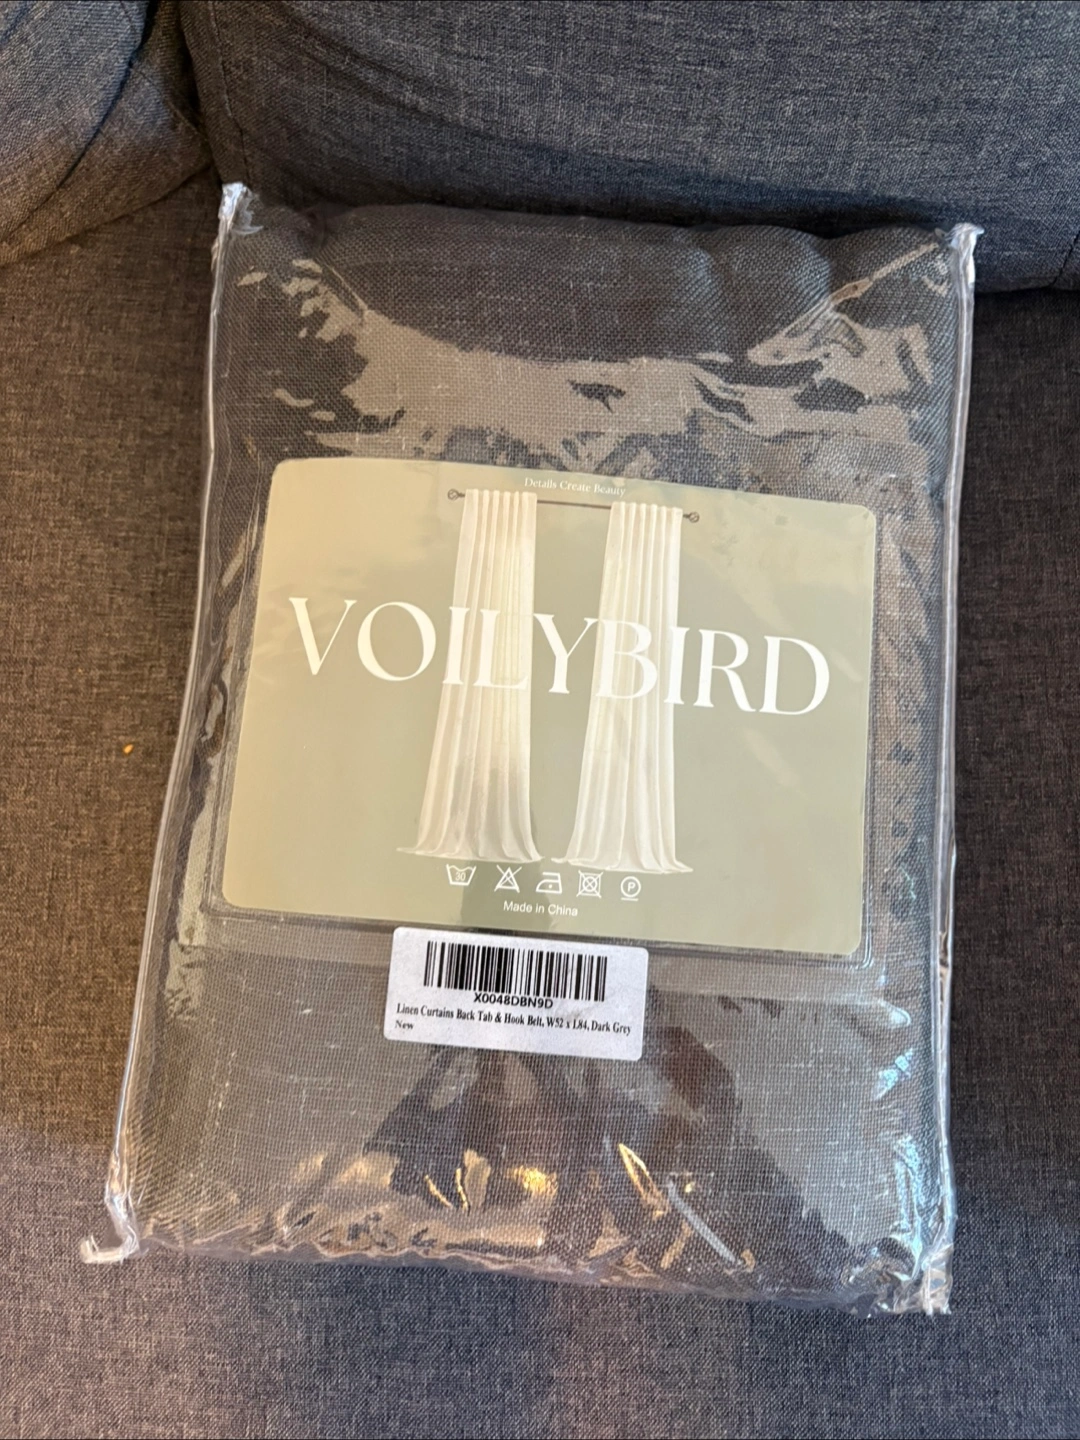 Details Create Beauty
VOILYBIRD
30
P
Made in China
X0048DBN9D
Linen Curtains Back Tab & Hook Belt, W52 x L84, Dark Grey
New